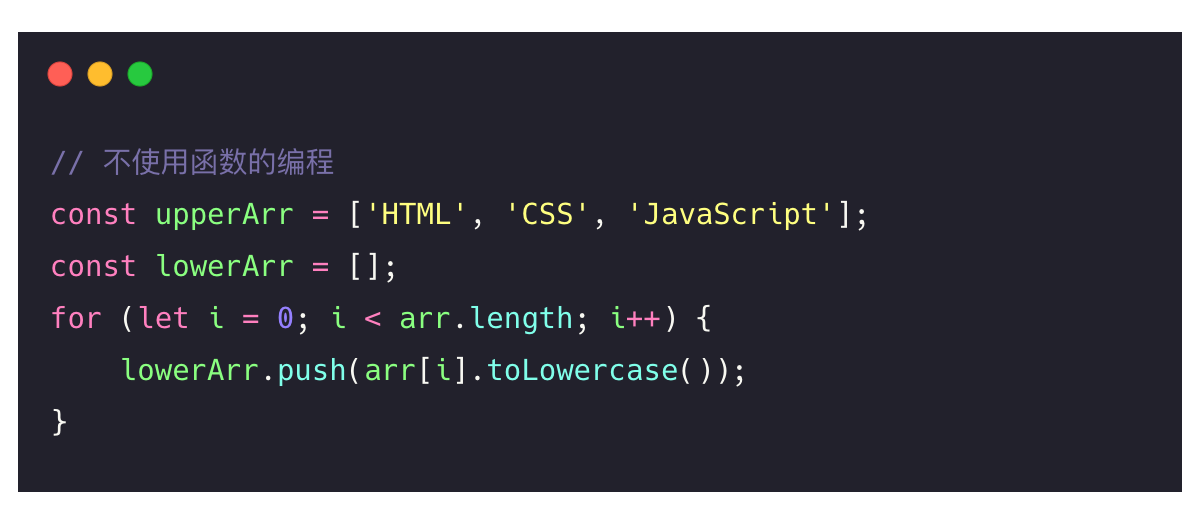 // 不使用函数的编程
const upperArr = ['HTML', 'CSS', 'JavaScript'];
const lowerArr = [];
for (let i = 0; i < arr.length; i++) {
    lowerArr.push(arr[i].toLowercase());
}